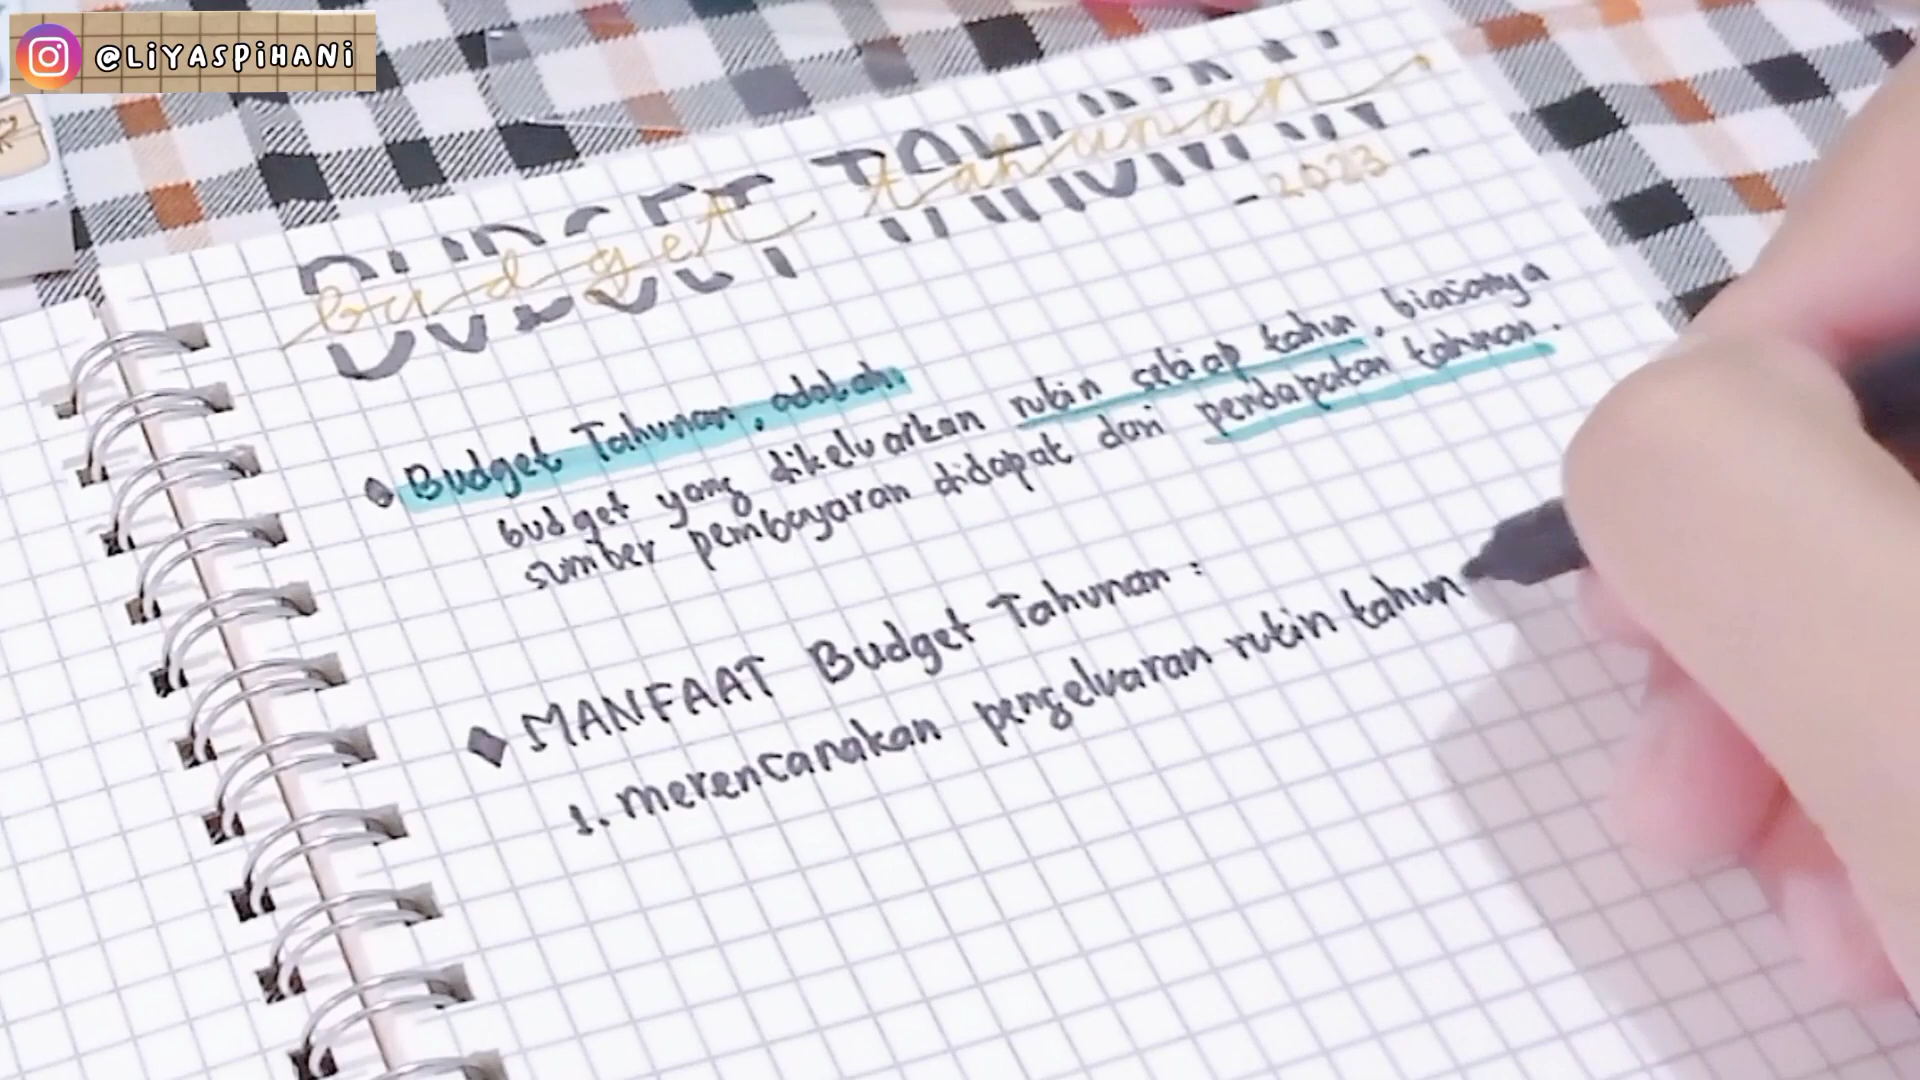 @LiYASPiHANi
BUDGET TAHUNAN
budget tahunan
- 2023 -
Budget Tahunan, adalah:
budget yang dikeluarkan rutin setiap tahun, biasanya
sumber pembayaran didapat dari pendapatan tahunan.
MANFAAT Budget Tahunan :
1. merencanakan pengeluaran rutin tahun